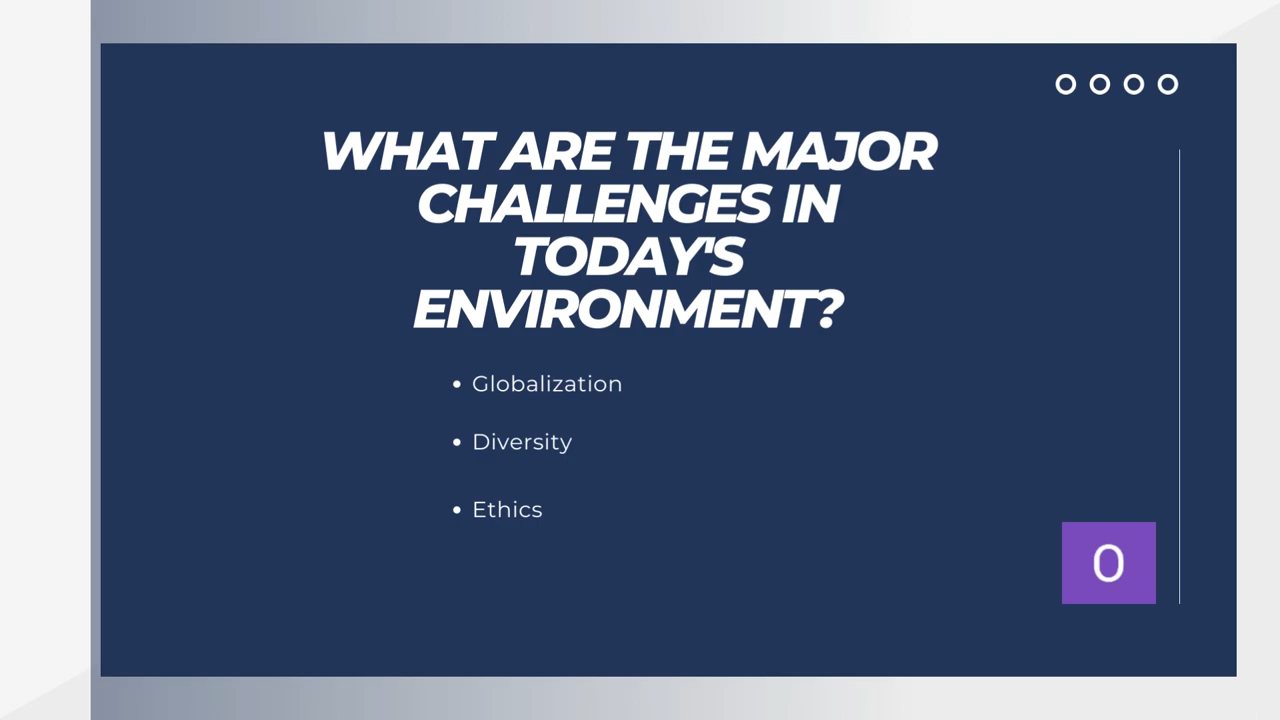 WHAT ARE THE MAJOR
CHALLENGES IN
TODAY'S
ENVIRONMENT?
• Globalization
• Diversity
• Ethics
0